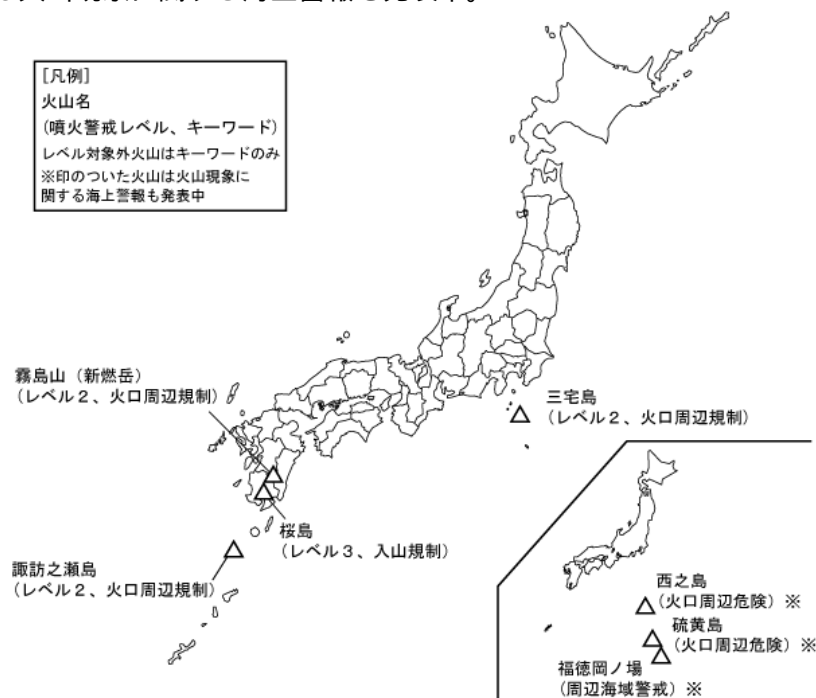 [凡例]
火山名
(噴火警戒レベル、キーワード)
レベル対象外火山はキーワードのみ
※印のついた火山は火山現象に
関する海上警報も発表中
霧島山（新燃岳）
（レベル２、火口周辺規制）
三宅島
（レベル２、火口周辺規制）
桜島
（レベル３、入山規制）
諏訪之瀬島
（レベル２、火口周辺規制）
西之島
（火口周辺危険）※
硫黄島
（火口周辺危険）※
福徳岡ノ場
（周辺海域警戒）※